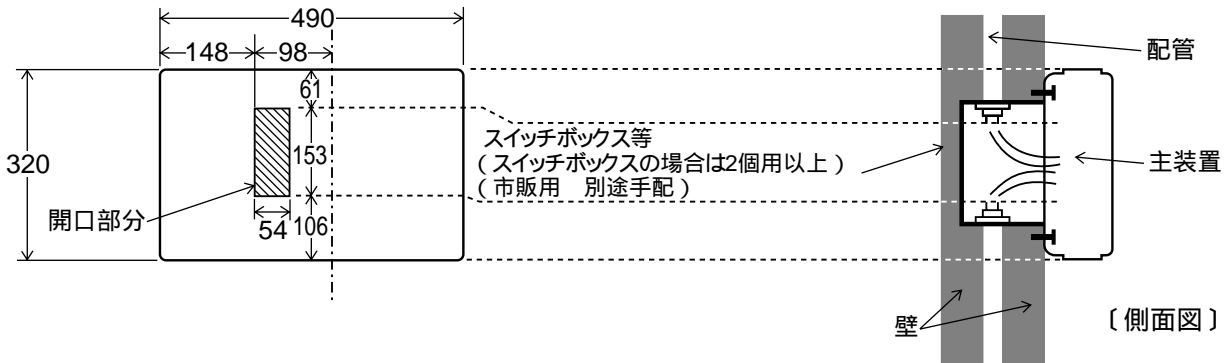 490
148
98
61
320
153
開口部分
54
106
スイッチボックス等
(スイッチボックスの場合は2個用以上)
(市販用　別途手配)
配管
主装置
壁
〔側面図〕